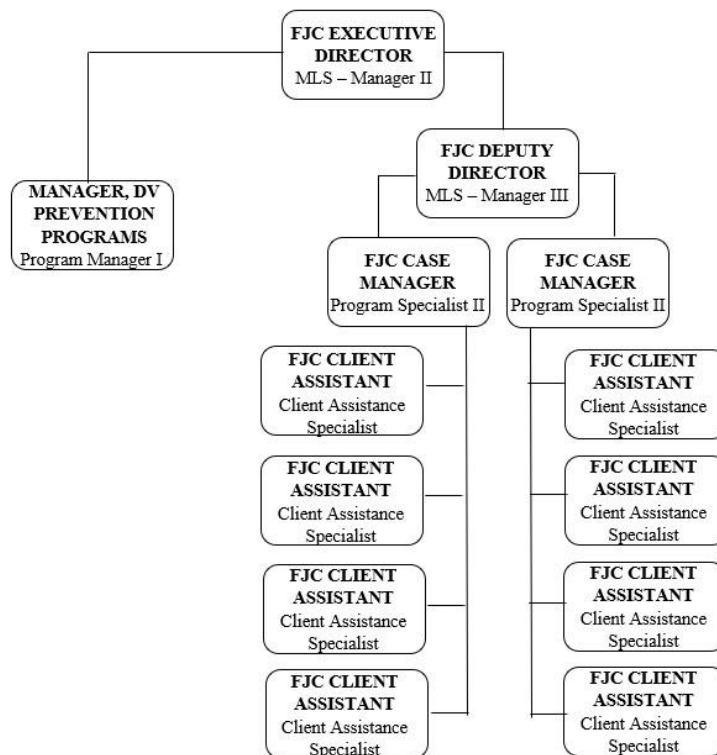 FJC EXECUTIVE
DIRECTOR
MLS – Manager II
FJC DEPUTY
DIRECTOR
MLS – Manager III
MANAGER, DV
PREVENTION
PROGRAMS
Program Manager I
FJC CASE
MANAGER
Program Specialist II
FJC CASE
MANAGER
Program Specialist II
FJC CLIENT
ASSISTANT
Client Assistance
Specialist
FJC CLIENT
ASSISTANT
Client Assistance
Specialist
FJC CLIENT
ASSISTANT
Client Assistance
Specialist
FJC CLIENT
ASSISTANT
Client Assistance
Specialist
FJC CLIENT
ASSISTANT
Client Assistance
Specialist
FJC CLIENT
ASSISTANT
Client Assistance
Specialist
FJC CLIENT
ASSISTANT
Client Assistance
Specialist
FJC CLIENT
ASSISTANT
Client Assistance
Specialist